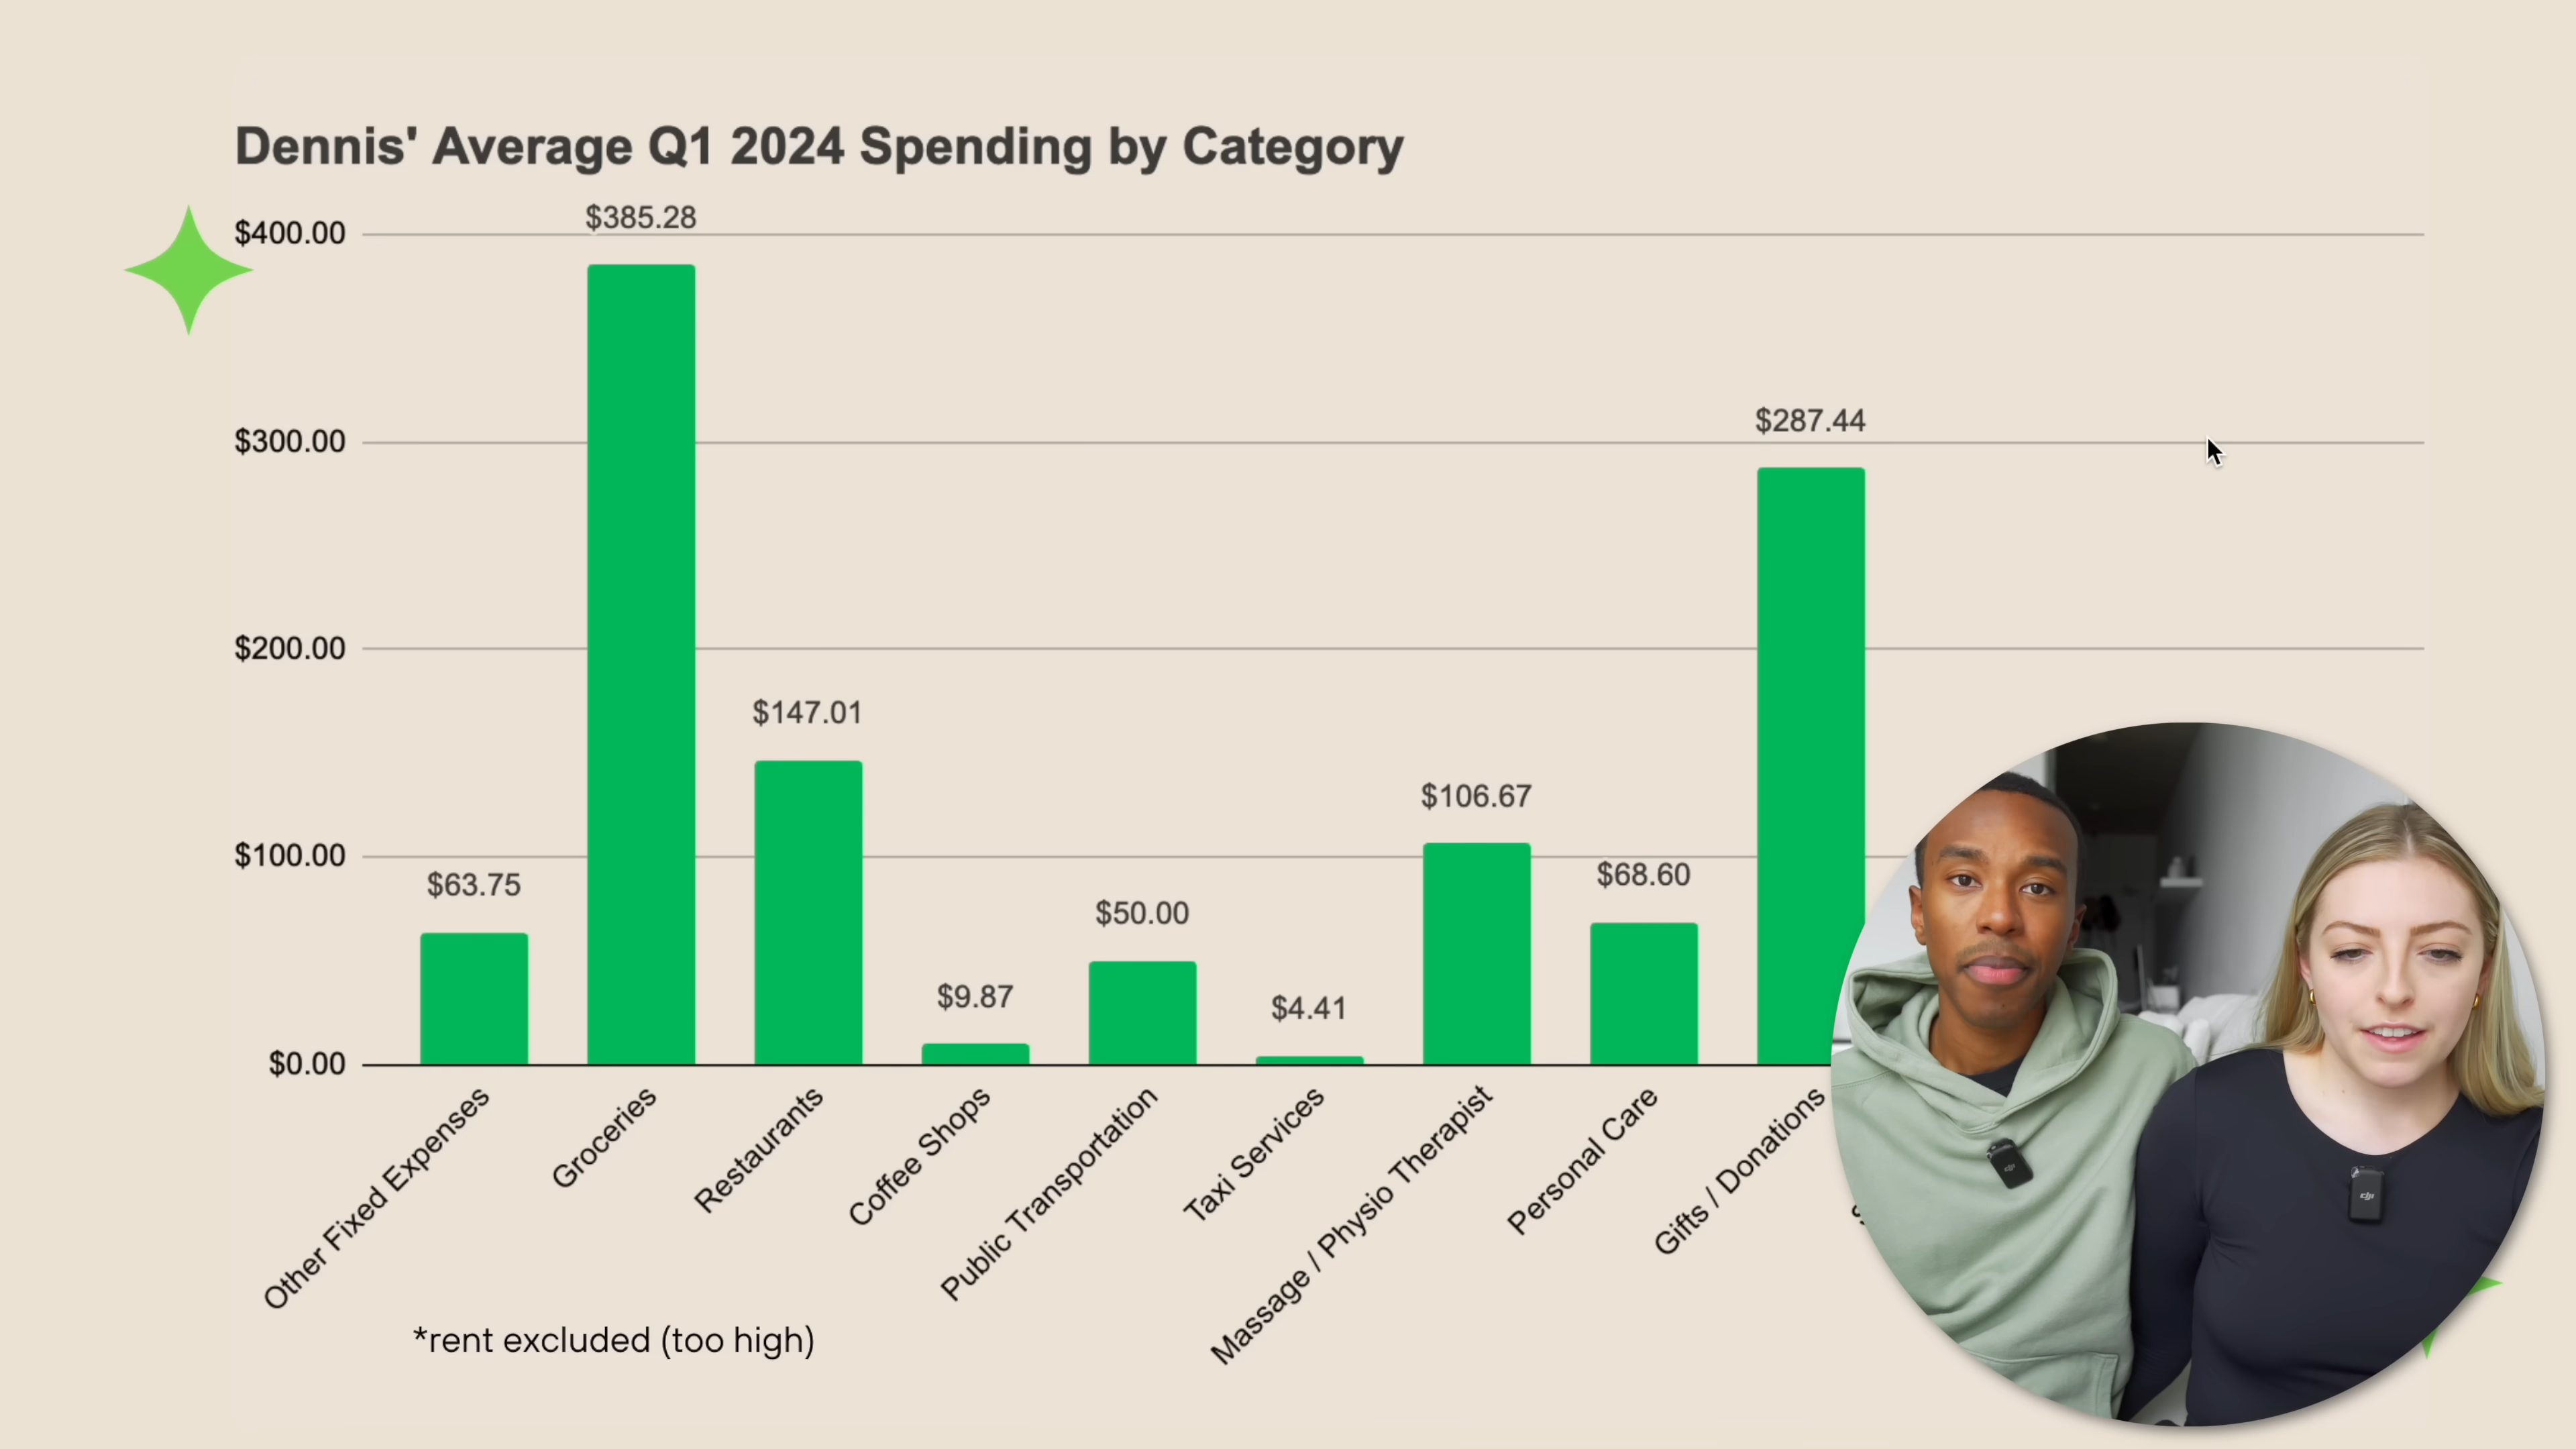 Dennis' Average Q1 2024 Spending by Category
$400.00
$300.00
$200.00
$100.00
$0.00
$63.75
$385.28
$147.01
$9.87
$50.00
$4.41
$106.67
$68.60
$287.44
Other Fixed Expenses
Groceries
Restaurants
Coffee Shops
Public Transportation
Taxi Services
Massage / Physio Therapist
Personal Care
Gifts / Donations
*rent excluded (too high)
dji